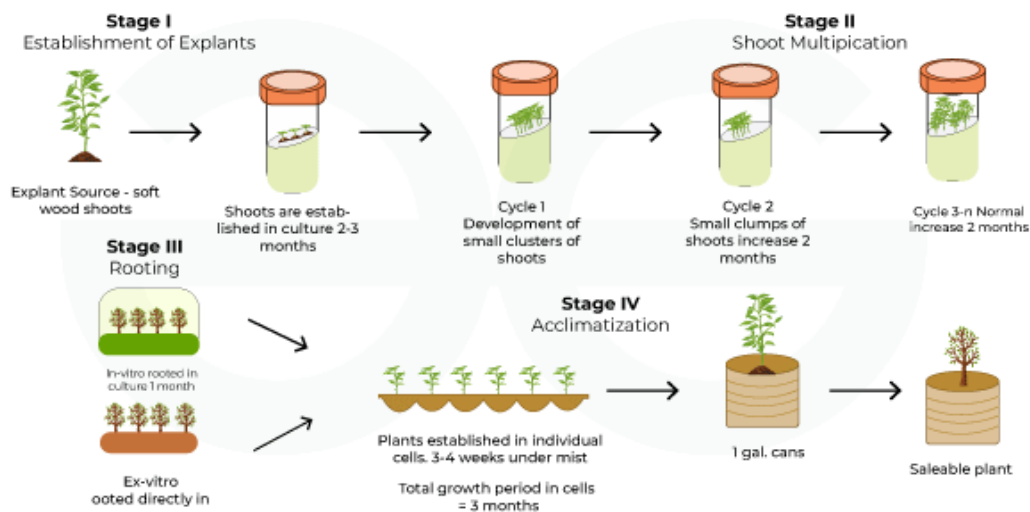 Stage I
Establishment of Explants
Stage II
Shoot Multipication
Explant Source - soft
wood shoots
Shoots are estab-
lished in culture 2-3
months
Cycle 1
Development of
small clusters of
shoots
Cycle 2
Small clumps of
shoots increase 2
months
Cycle 3-n Normal
increase 2 months
Stage III
Rooting
In-vitro rooted in
culture 1 month
Ex-vitro
ooted directly in
Stage IV
Acclimatization
Plants established in individual
cells. 3-4 weeks under mist
Total growth period in cells
= 3 months
1 gal. cans
Saleable plant